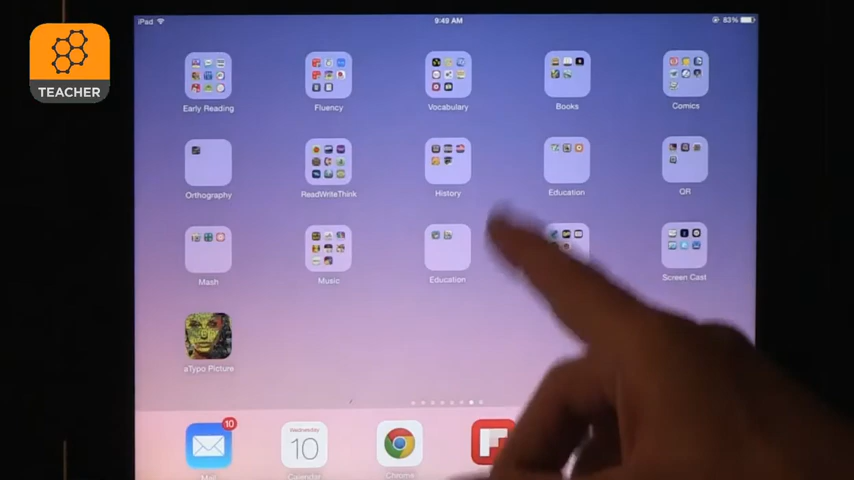 iPad 9:49 AM 83%
TEACHER
Early Reading Fluency Vocabulary Books Comics
Orthography ReadWriteThink History Education QR
Mash Music Education Screen Cast
aTypo Picture
10
Wednesday
10
Mail Calendar Chrome